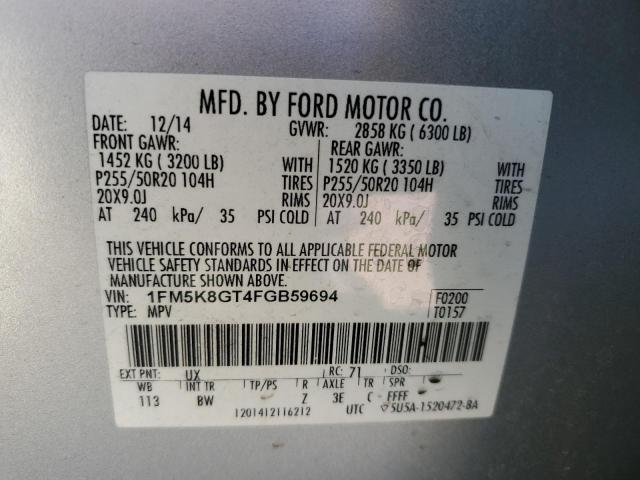 MFD. BY FORD MOTOR CO.
DATE: 12/14 GVWR: 2858 KG ( 6300 LB)
FRONT GAWR: REAR GAWR:
1452 KG ( 3200 LB) WITH 1520 KG ( 3350 LB) WITH
P255/50R20 104H TIRES P255/50R20 104H TIRES
20X9.0J RIMS 20X9.0J RIMS
AT 240 kPa/ 35 PSI COLD AT 240 kPa/ 35 PSI COLD
THIS VEHICLE CONFORMS TO ALL APPLICABLE FEDERAL MOTOR
VEHICLE SAFETY STANDARDS IN EFFECT ON THE DATE OF
MANUFACTURE SHOWN ABOVE.
VIN: 1FM5K8GT4FGB59694 F0200
TYPE: MPV T0157
EXT PNT: UX RC: 71 DSO:
WB INT TR TP/PS R AXLE TR SPR
113 BW Z 3E C FFFF
1201412116212 UTC 5U5A-1520472-BA